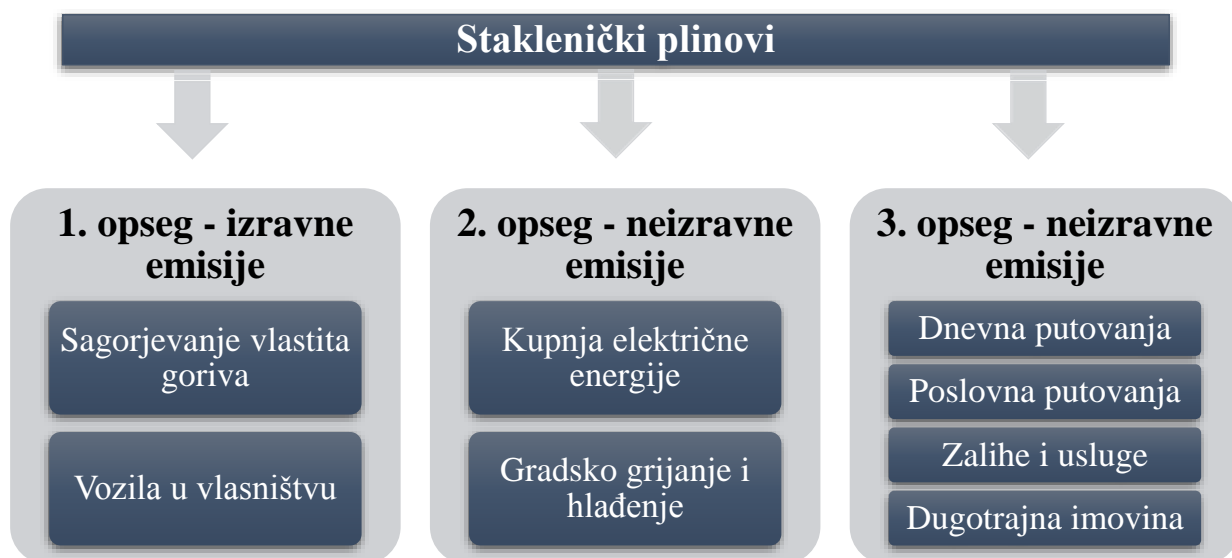 Staklenički plinovi
1. opseg - izravne
emisije
Sagorjevanje vlastita
goriva
Vozila u vlasništvu
2. opseg - neizravne
emisije
Kupnja električne
energije
Gradsko grijanje i
hlađenje
3. opseg - neizravne
emisije
Dnevna putovanja
Poslovna putovanja
Zalihe i usluge
Dugotrajna imovina